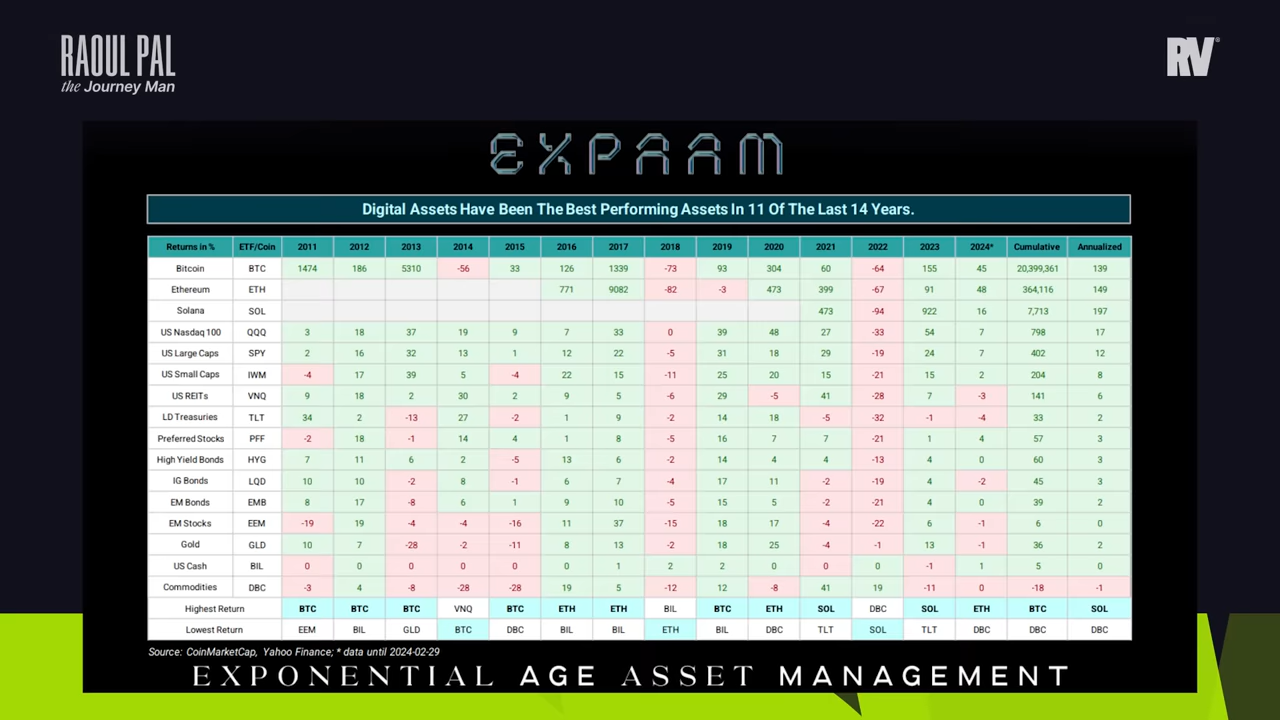 RAOUL PAL
the Journey Man
RV®
EXPAAM
Digital Assets Have Been The Best Performing Assets In 11 Of The Last 14 Years.
Returns in % ETF/Coin 2011 2012 2013 2014 2015 2016 2017 2018 2019 2020 2021 2022 2023 2024* Cumulative Annualized
Bitcoin BTC 1474 186 5310 -56 33 126 1339 -73 93 304 60 -64 155 45 20,399,361 139
Ethereum ETH 771 9082 -82 -3 473 399 -67 91 48 364,116 149
Solana SOL 473 -94 922 16 7,713 197
US Nasdaq 100 QQQ 3 18 37 19 9 7 33 0 39 48 27 -33 54 7 798 17
US Large Caps SPY 2 16 32 13 1 12 22 -5 31 18 29 -19 24 7 402 12
US Small Caps IWM -4 17 39 5 -4 22 15 -11 25 20 15 -21 15 2 204 8
US REITs VNQ 9 18 2 30 2 9 5 -6 29 -5 41 -28 7 -3 141 6
LD Treasuries TLT 34 2 -13 27 -2 1 9 -2 14 18 -5 -32 -1 -4 33 2
Preferred Stocks PFF -2 18 -1 14 4 1 8 -5 16 7 7 -21 1 4 57 3
High Yield Bonds HYG 7 11 6 2 -5 13 6 -2 14 4 4 -13 4 0 60 3
IG Bonds LQD 10 10 -2 8 -1 6 7 -4 17 11 -2 -19 4 -2 45 3
EM Bonds EMB 8 17 -8 6 1 9 10 -5 15 5 -2 -21 4 0 39 2
EM Stocks EEM -19 19 -4 -4 -16 11 37 -15 18 17 -4 -22 6 -1 6 0
Gold GLD 10 7 -28 -2 -11 8 13 -2 18 25 -4 -1 13 -1 36 2
US Cash BIL 0 0 0 0 0 0 1 2 2 0 0 0 -1 1 5 0
Commodities DBC -3 4 -8 -28 -28 19 5 -12 12 -8 41 19 -11 0 -18 -1
Highest Return BTC BTC BTC VNQ BTC ETH ETH BIL BTC ETH SOL DBC SOL ETH BTC SOL
Lowest Return EEM BIL GLD BTC DBC BIL BIL ETH BIL DBC TLT SOL TLT DBC DBC DBC
Source: CoinMarketCap, Yahoo Finance; * data until 2024-02-29
EXPONENTIAL AGE ASSET MANAGEMENT